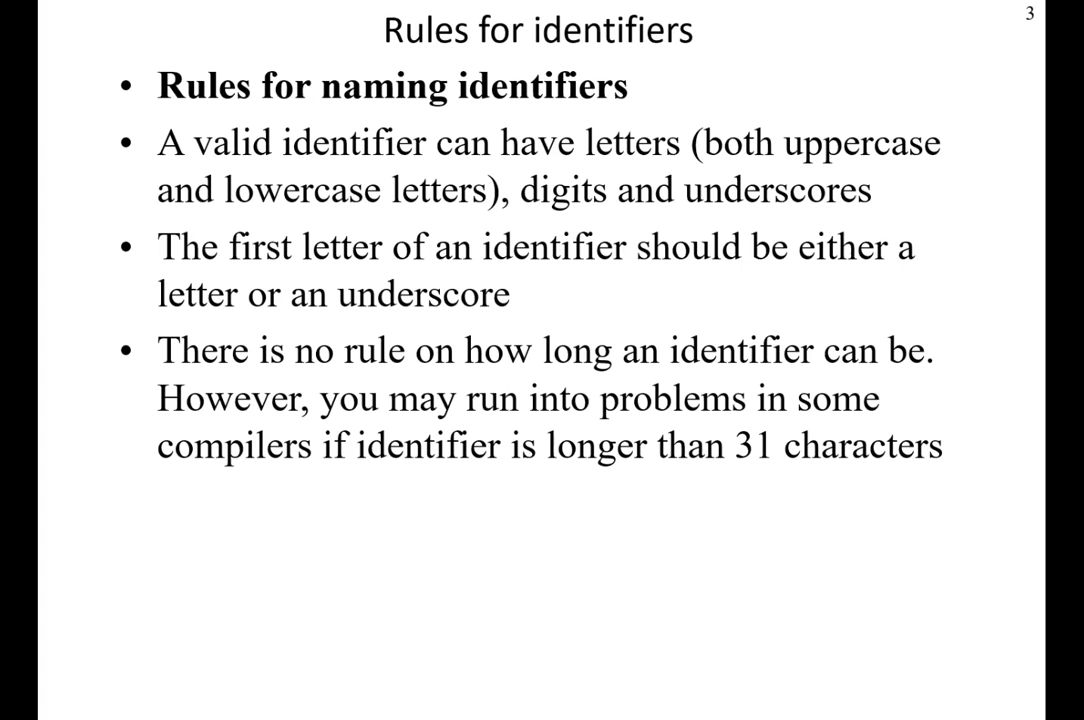 3
Rules for identifiers
• Rules for naming identifiers
• A valid identifier can have letters (both uppercase
and lowercase letters), digits and underscores
• The first letter of an identifier should be either a
letter or an underscore
• There is no rule on how long an identifier can be.
However, you may run into problems in some
compilers if identifier is longer than 31 characters